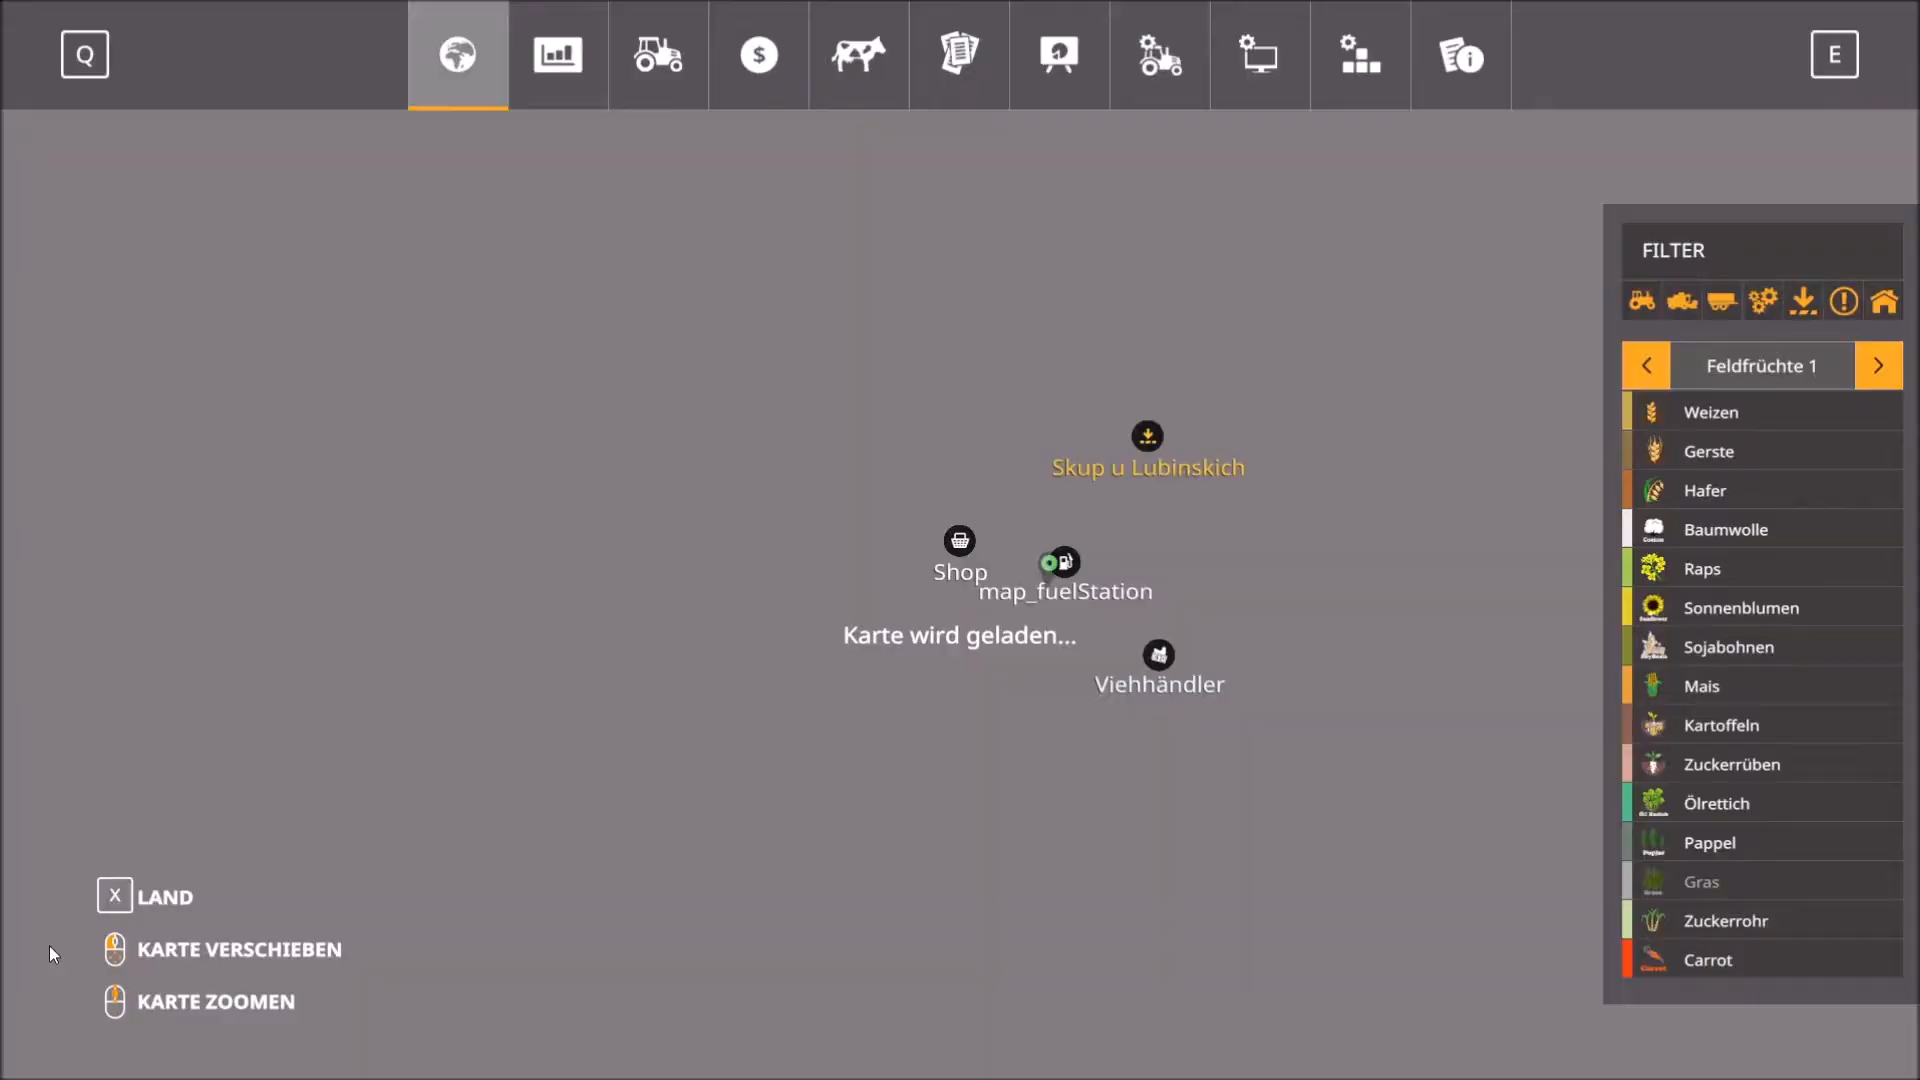 Q
E
FILTER
Feldfrüchte 1
Weizen
Gerste
Hafer
Baumwolle
Raps
Sonnenblumen
Sojabohnen
Mais
Kartoffeln
Zuckerrüben
Ölrettich
Pappel
Gras
Zuckerrohr
Carrot
Skup u Lubinskich
Shop
map_fuelStation
Karte wird geladen...
Viehhändler
X LAND
KARTE VERSCHIEBEN
KARTE ZOOMEN